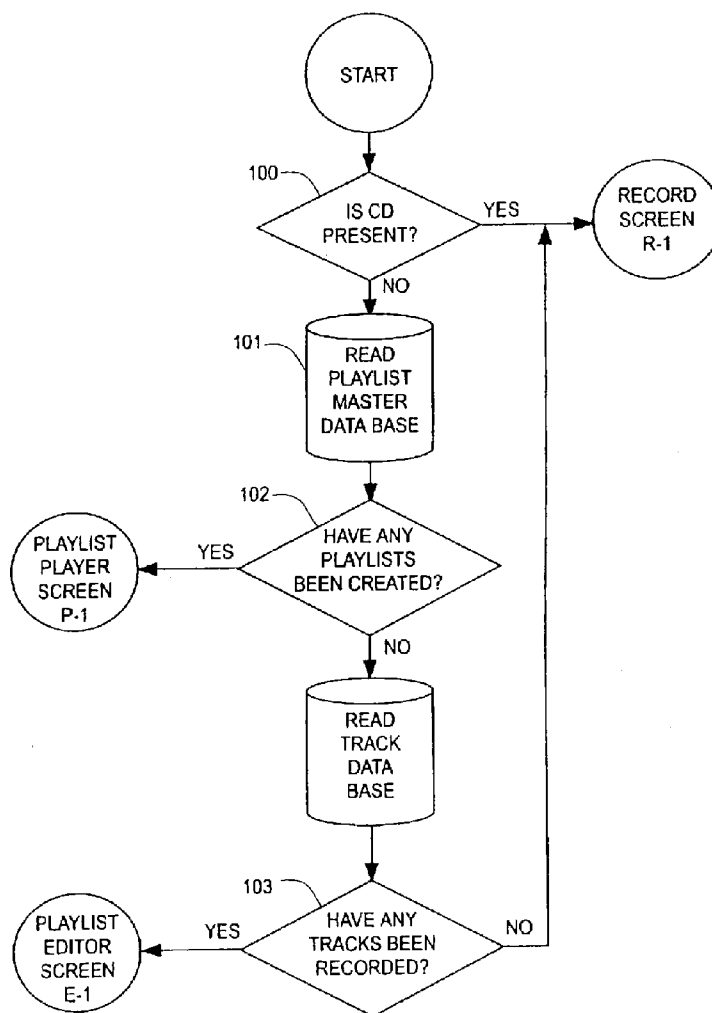 START
100
IS CD
PRESENT?
YES
RECORD
SCREEN
R-1
NO
101
READ
PLAYLIST
MASTER
DATA BASE
102
HAVE ANY
PLAYLISTS
BEEN CREATED?
YES
PLAYLIST
PLAYER
SCREEN
P-1
NO
READ
TRACK
DATA
BASE
103
HAVE ANY
TRACKS BEEN
RECORDED?
YES
NO
PLAYLIST
EDITOR
SCREEN
E-1